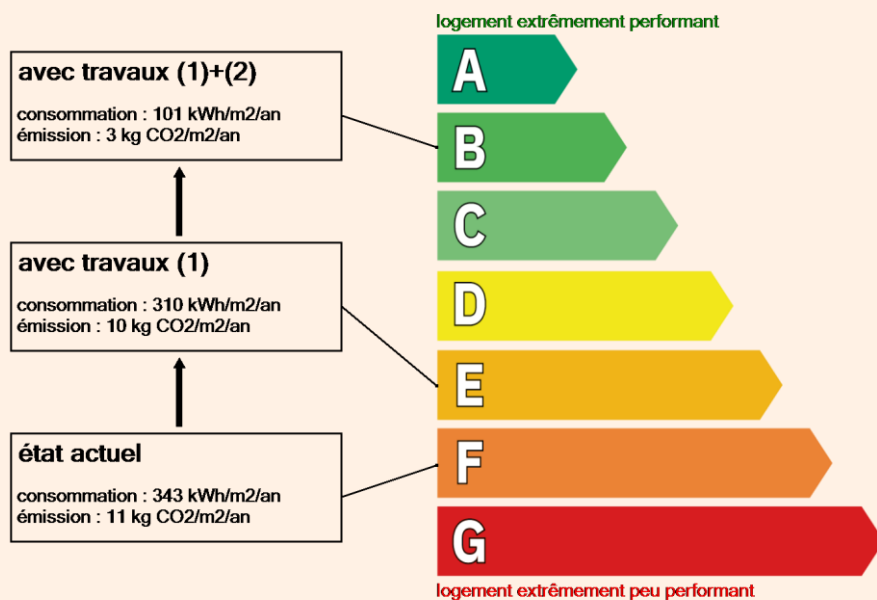 logement extrêmement performant
avec travaux (1)+(2)
consommation : 101 kWh/m2/an
émission : 3 kg CO2/m2/an
avec travaux (1)
consommation : 310 kWh/m2/an
émission : 10 kg CO2/m2/an
état actuel
consommation : 343 kWh/m2/an
émission : 11 kg CO2/m2/an
A
B
C
D
E
F
G
logement extrêmement peu performant